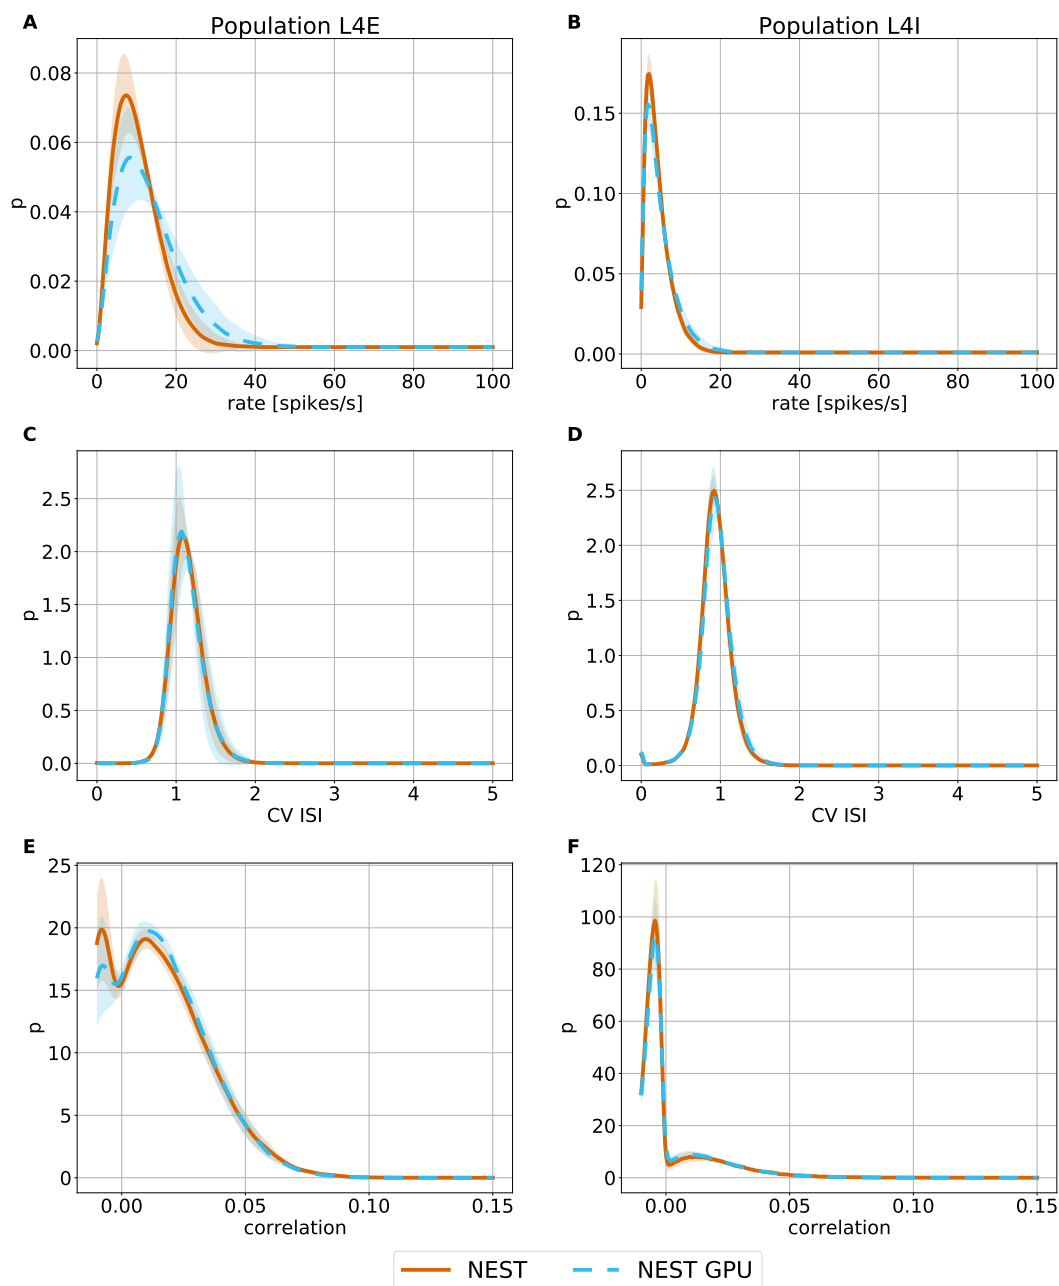 A Population L4E
B Population L4I
p
0.08
0.06
0.04
0.02
0.00
0 20 40 60 80 100
rate [spikes/s]
p
0.15
0.10
0.05
0.00
0 20 40 60 80 100
rate [spikes/s]
C
p
2.5
2.0
1.5
1.0
0.5
0.0
0 1 2 3 4 5
CV ISI
D
p
2.5
2.0
1.5
1.0
0.5
0.0
0 1 2 3 4 5
CV ISI
E
p
25
20
15
10
5
0
0.00 0.05 0.10 0.15
correlation
F
p
120
100
80
60
40
20
0
0.00 0.05 0.10 0.15
correlation
NEST NEST GPU